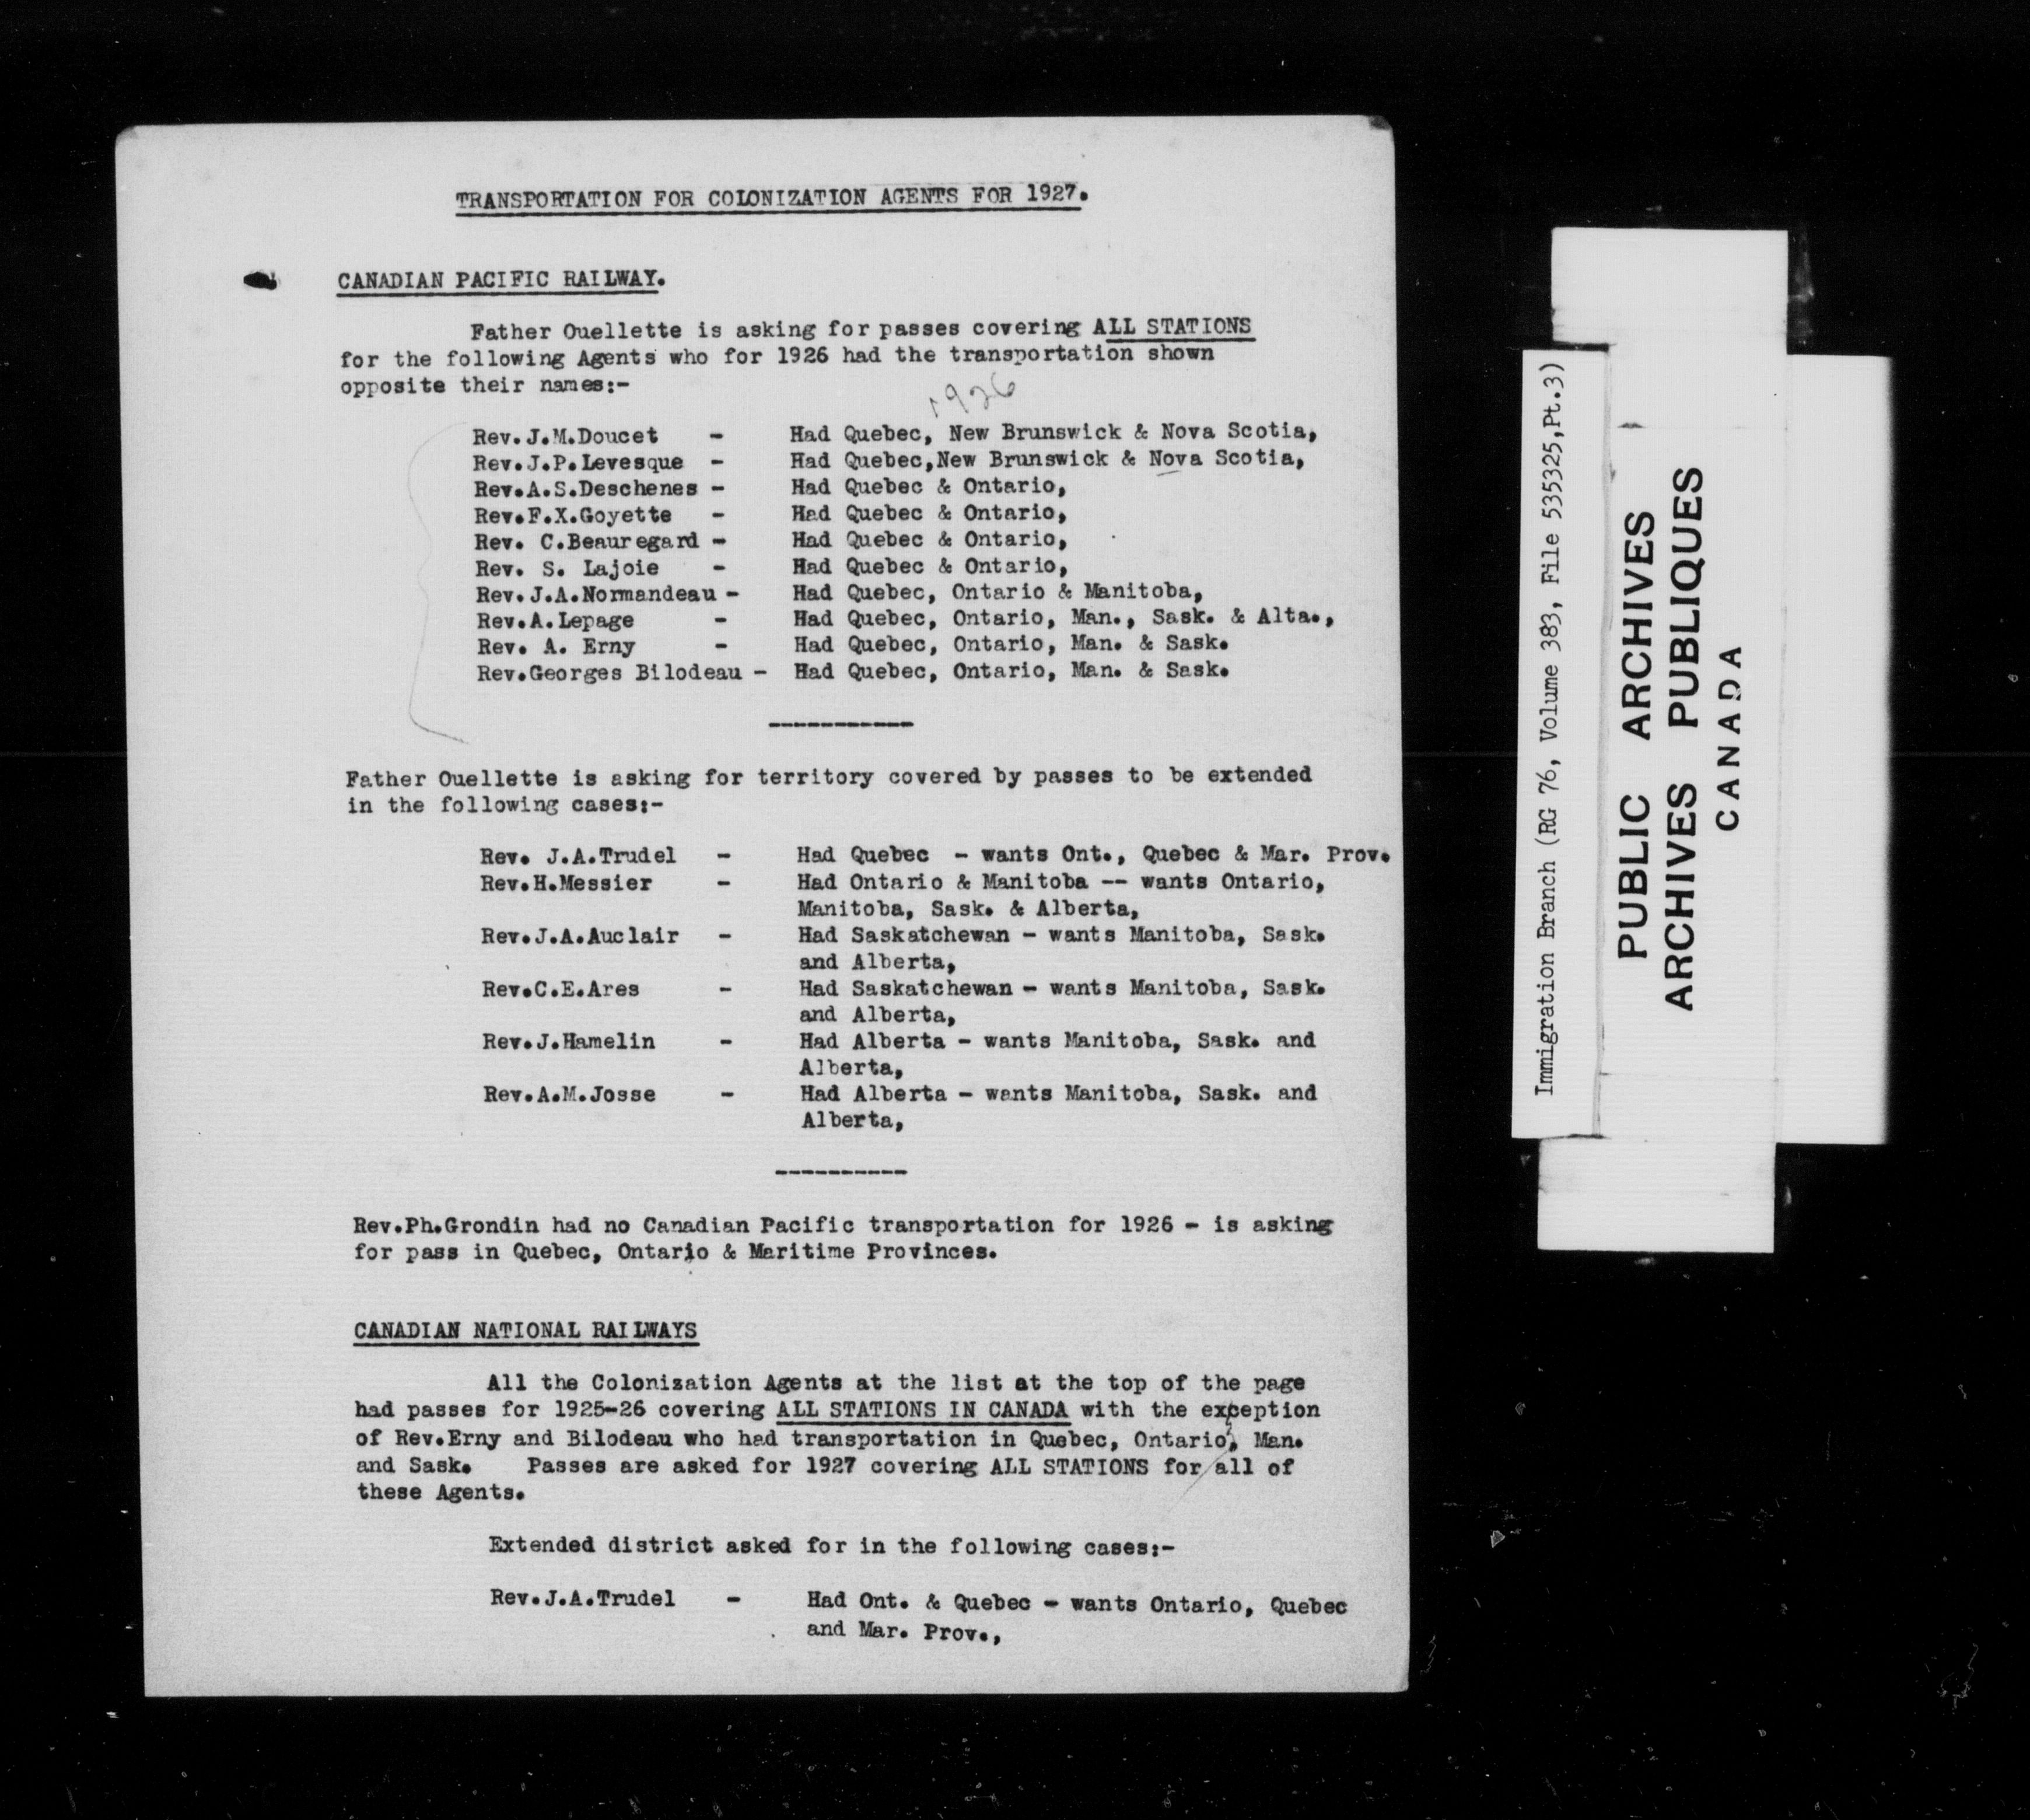 TRANSPORTATION FOR COLONIZATION AGENTS FOR 1927.
CANADIAN PACIFIC RAILWAY.
Father Ouellette is asking for passes covering ALL STATIONS
for the following Agents who for 1926 had the transportation shown
opposite their names:-
1926
Rev.J.M.Doucet - Had Quebec, New Brunswick & Nova Scotia,
Rev.J.P.Levesque - Had Quebec,New Brunswick & Nova Scotia,
Rev.A.S.Deschenes - Had Quebec & Ontario,
Rev.F.X.Goyette - Had Quebec & Ontario,
Rev. C.Beauregard - Had Quebec & Ontario,
Rev. S. Lajoie - Had Quebec & Ontario,
Rev.J.A.Normandeau - Had Quebec, Ontario & Manitoba,
Rev.A.Lepage - Had Quebec, Ontario, Man., Sask. & Alta.,
Rev. A. Erny - Had Quebec, Ontario, Man. & Sask.
Rev.Georges Bilodeau - Had Quebec, Ontario, Man. & Sask.
-----------
Father Ouellette is asking for territory covered by passes to be extended
in the following cases:-
Rev. J.A.Trudel - Had Quebec - wants Ont., Quebec & Mar. Prov.
Rev.H.Messier - Had Ontario & Manitoba -- wants Ontario,
Manitoba, Sask. & Alberta,
Rev.J.A.Auclair - Had Saskatchewan - wants Manitoba, Sask.
and Alberta,
Rev.C.E.Ares - Had Saskatchewan - wants Manitoba, Sask.
and Alberta,
Rev.J.Hamelin - Had Alberta - wants Manitoba, Sask. and
Alberta,
Rev.A.M.Josse - Had Alberta - wants Manitoba, Sask. and
Alberta,
----------
Rev.Ph.Grondin had no Canadian Pacific transportation for 1926 - is asking
for pass in Quebec, Ontario & Maritime Provinces.
CANADIAN NATIONAL RAILWAYS
All the Colonization Agents at the list at the top of the page
had passes for 1925-26 covering ALL STATIONS IN CANADA with the exception
of Rev.Erny and Bilodeau who had transportation in Quebec, Ontario, Man.
and Sask. Passes are asked for 1927 covering ALL STATIONS for all of
these Agents.
Extended district asked for in the following cases:-
Rev.J.A.Trudel - Had Ont. & Quebec - wants Ontario, Quebec
and Mar. Prov.,
Immigration Branch (RG 76, Volume 383, File 535325,Pt.3)
PUBLIC ARCHIVES
ARCHIVES PUBLIQUES
CANADA